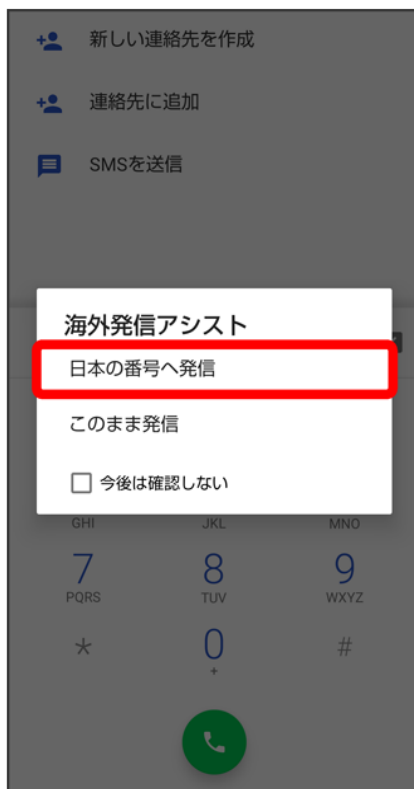 新しい連絡先を作成
連絡先に追加
SMSを送信
海外発信アシスト
日本の番号へ発信
このまま発信
今後は確認しない
GHI JKL MNO
7 8 9
PQRS TUV WXYZ
* 0 #
+